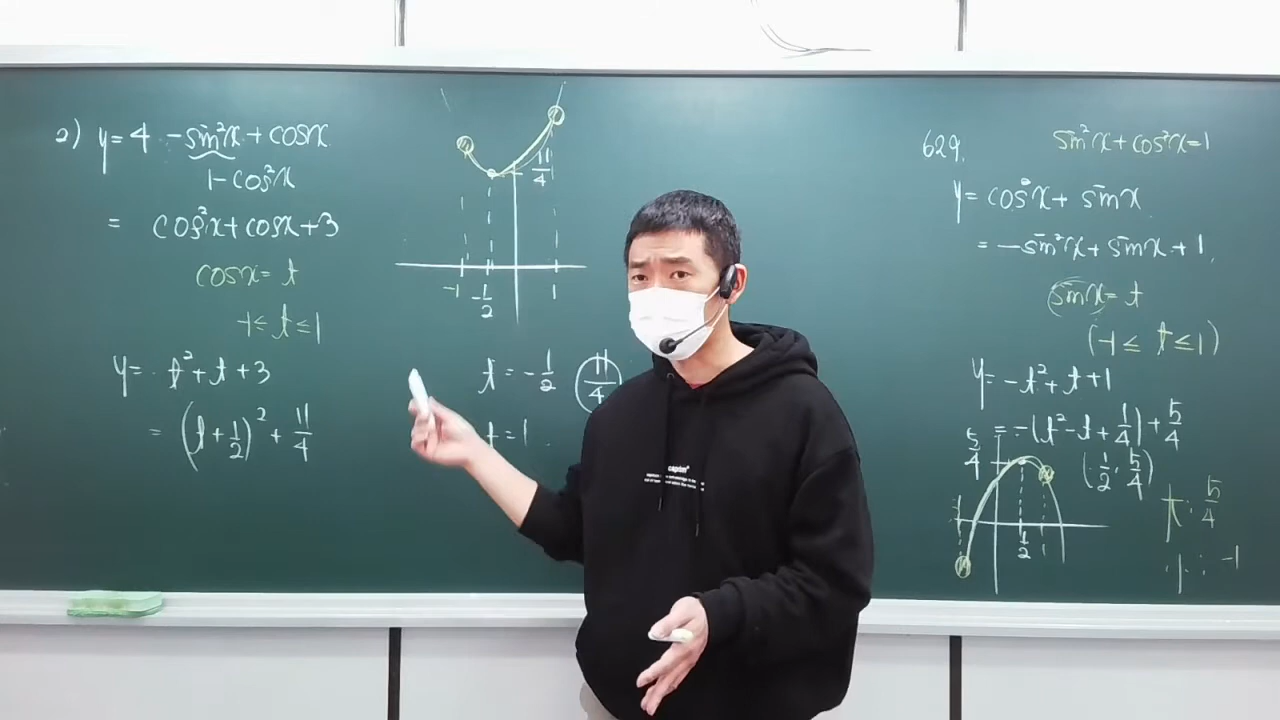 2) y = 4 - sin²x + cosx
1-cos²x
= cos²x + cosx + 3
cosx = t
-1 ≤ t ≤ 1
y = t² + t + 3
= (t + 1/2)² + 11/4
11/4
-1 -1/2 1
t = -1/2 11/4
t = 1
capóm
629.
sin²x + cos²x = 1
y = cos²x + sinx
= -sin²x + sinx + 1
sinx = t
(-1 ≤ t ≤ 1)
y = -t² + t + 1
= -(t² - t + 1/4) + 5/4
5/4 (1/2, 5/4)
1/2 1
5/4
-1